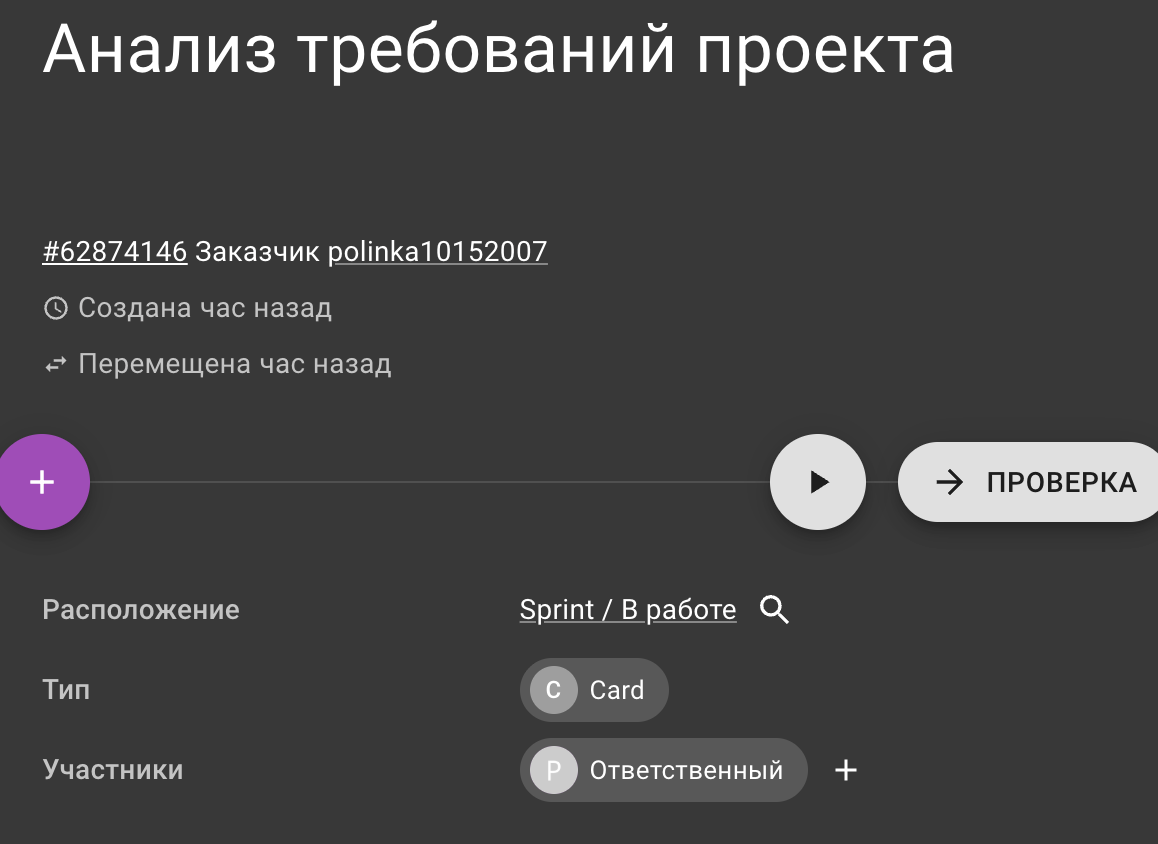 Анализ требований проекта
#62874146 Заказчик polinka10152007
Создана час назад
Перемещена час назад
ПРОВЕРКА
Расположение Sprint / В работе
Тип C Card
Участники P Ответственный